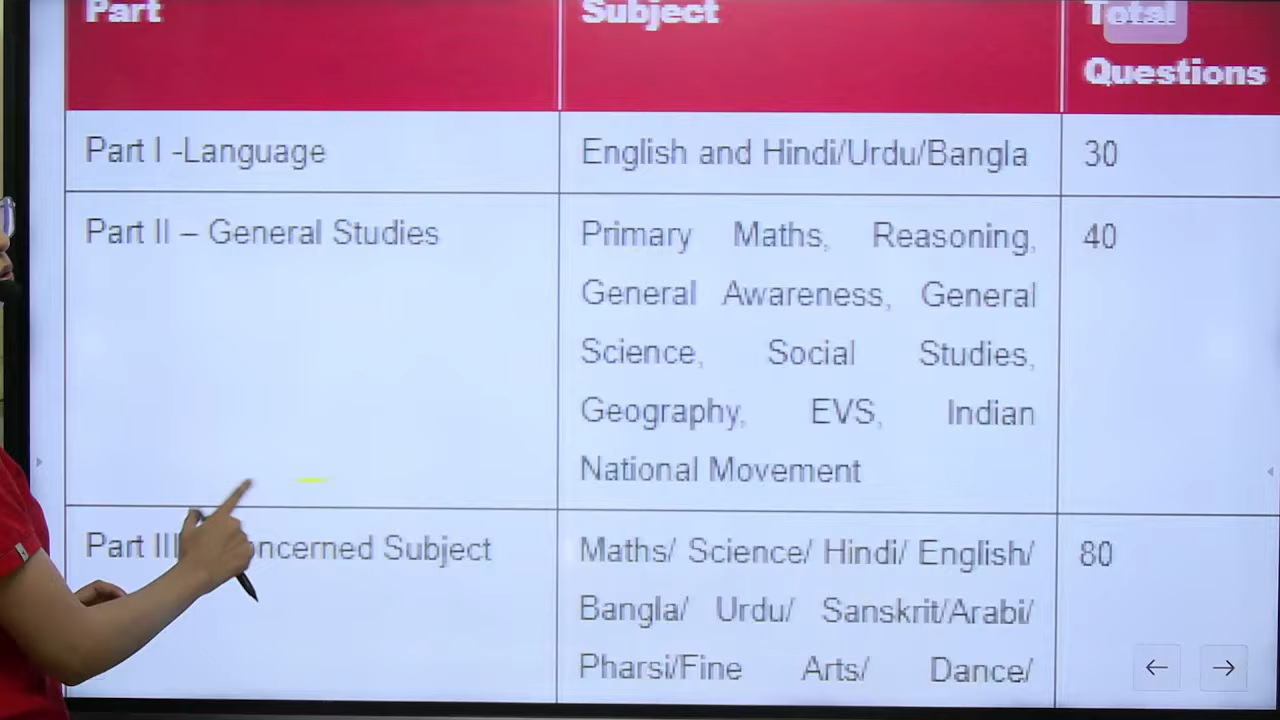 Part
Subject
Total
Questions
Part I -Language
English and Hindi/Urdu/Bangla
30
Part II – General Studies
Primary Maths, Reasoning,
General Awareness, General
Science, Social Studies,
Geography, EVS, Indian
National Movement
40
Part III
oncerned Subject
Maths/ Science/ Hindi/ English/
Bangla/ Urdu/ Sanskrit/Arabi/
Pharsi/Fine Arts/ Dance/
80